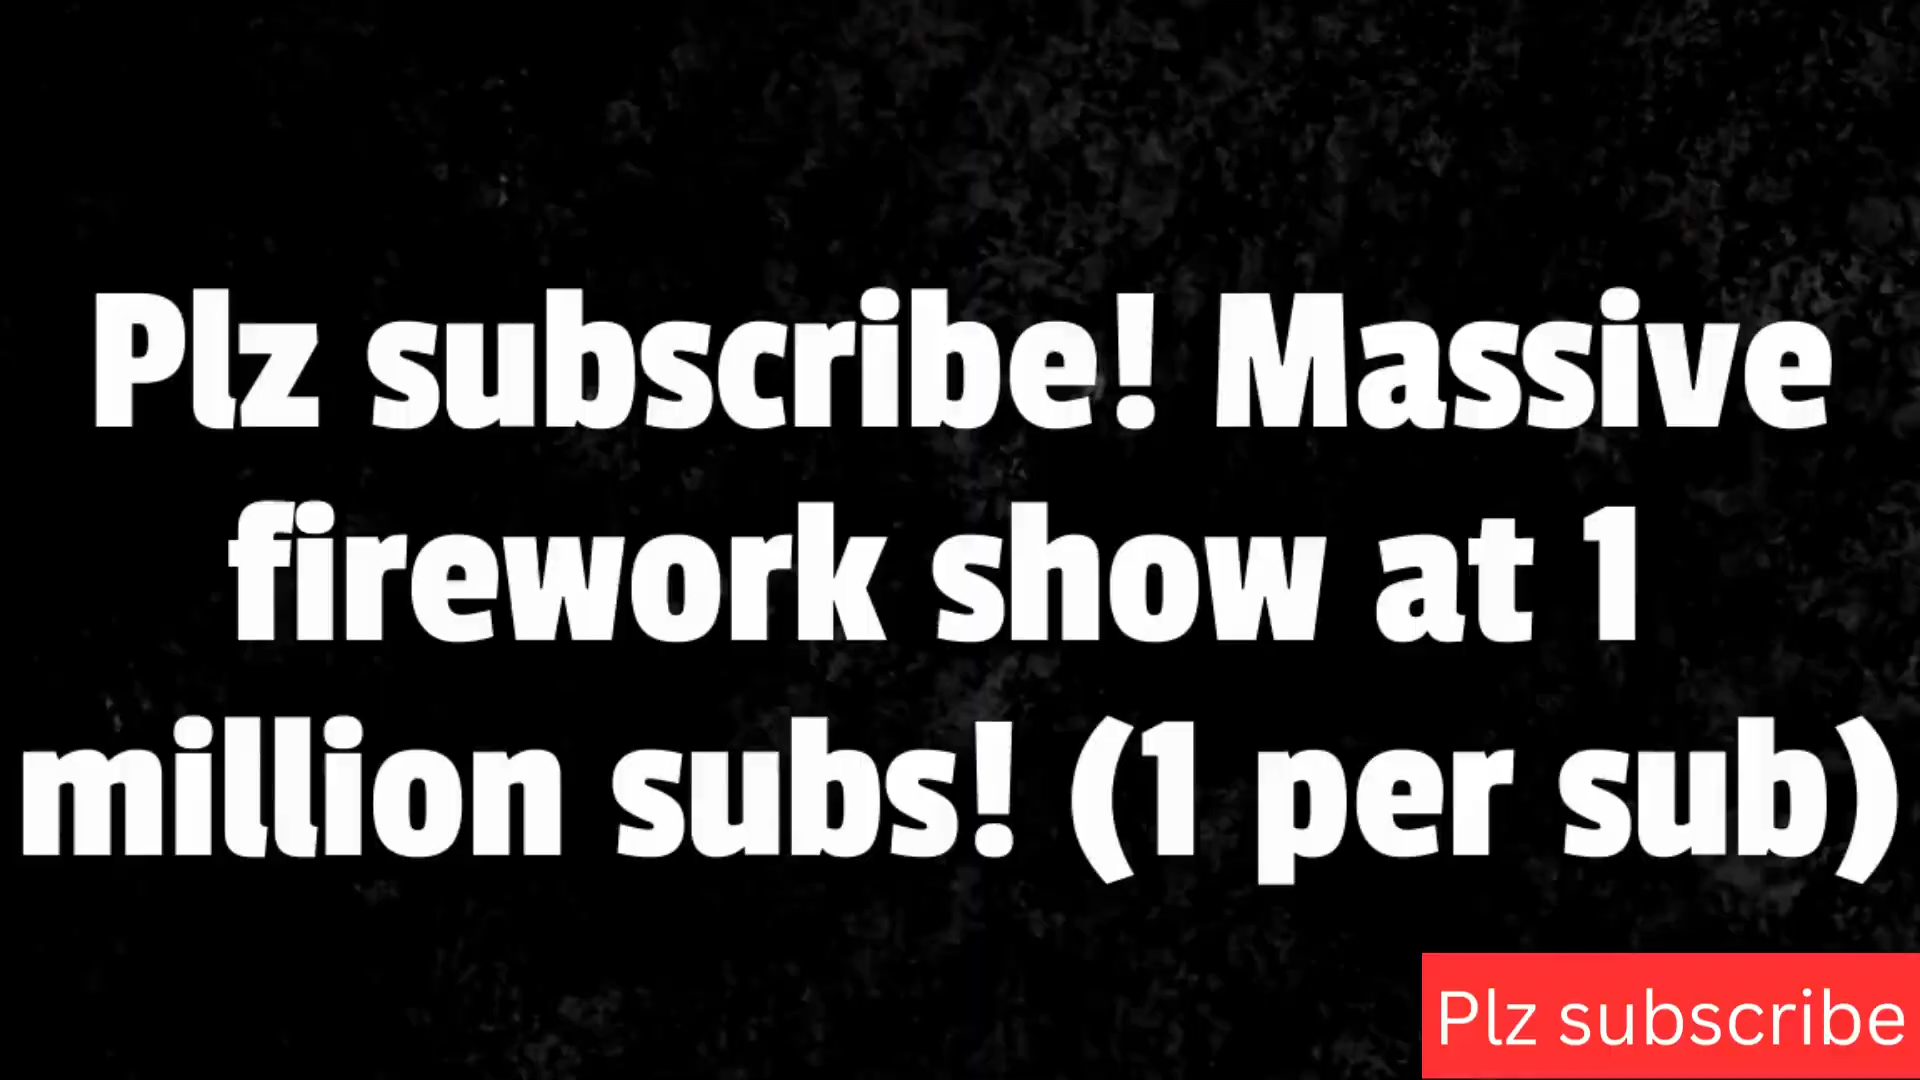 Plz subscribe! Massive
firework show at 1
million subs! (1 per sub)
Plz subscribe